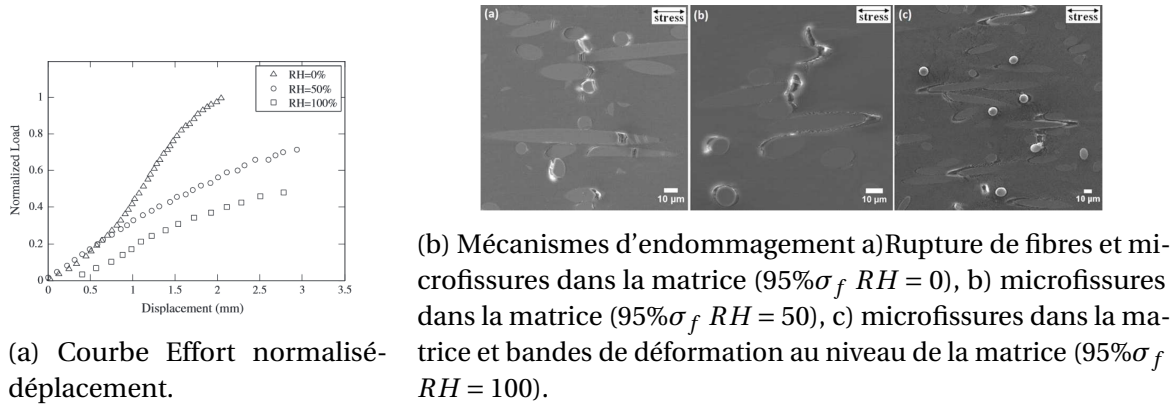 RH=0%
RH=50%
RH=100%
1
0.8
0.6
0.4
0.2
0
0 0.5 1 1.5 2 2.5 3 3.5
Normalized Load
Displacement (mm)
(a) Courbe Effort normalisé-
déplacement.
(a) stress 10 µm
(b) stress 10 µm
(c) stress 10 µm
(b) Mécanismes d'endommagement a)Rupture de fibres et mi-
crofissures dans la matrice (95%σf RH = 0), b) microfissures
dans la matrice (95%σf RH = 50), c) microfissures dans la ma-
trice et bandes de déformation au niveau de la matrice (95%σf
RH = 100).